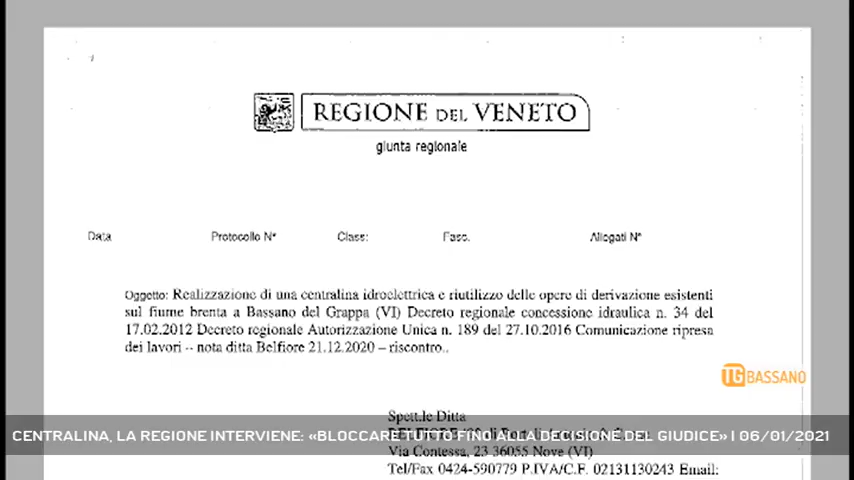 REGIONE DEL VENETO
giunta regionale
Data Protocollo N° Class: Fasc. Allegati N°
Oggetto: Realizzazione di una centralina idroelettrica e riutilizzo delle opere di derivazione esistenti
sul fiume brenta a Bassano del Grappa (VI) Decreto regionale concessione idraulica n. 34 del
17.02.2012 Decreto regionale Autorizzazione Unica n. 189 del 27.10.2016 Comunicazione ripresa
dei lavori -- nota ditta Belfiore 21.12.2020 – riscontro..
TG BASSANO
Spett.le Ditta
BELFIORE di
CENTRALINA, LA REGIONE INTERVIENE: «BLOCCARE TUTTO FINO ALLA DECISIONE DEL GIUDICE» | 06/01/2021
Via Contessa, 23 36055 Nove (VI)
Tel/Fax 0424-590779 P.IVA/C.F. 02131130243 Email: